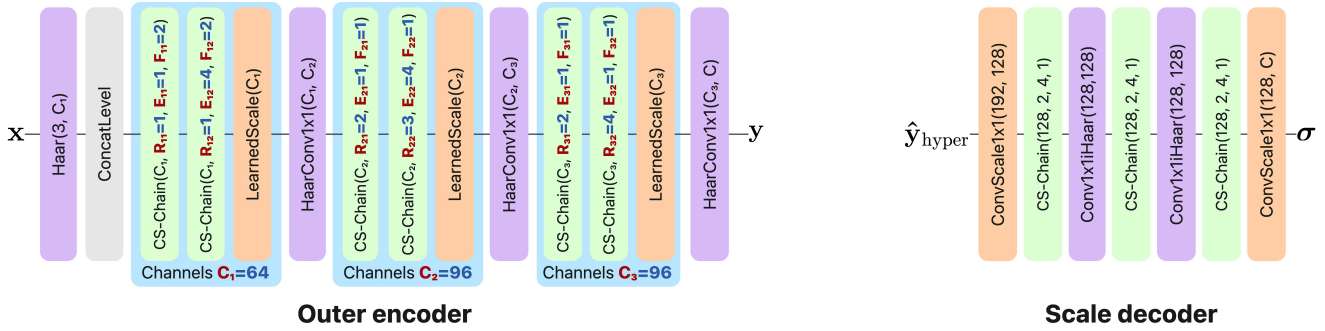 x
Haar(3, C₁)
ConcatLevel
CS-Chain(C₁, R₁₁=1, E₁₁=1, F₁₁=2)
CS-Chain(C₁, R₁₂=1, E₁₂=4, F₁₂=2)
LearnedScale(C₁)
Channels C₁=64
HaarConv1x1(C₁, C₂)
CS-Chain(C₂, R₂₁=2, E₂₁=1, F₂₁=1)
CS-Chain(C₂, R₂₂=3, E₂₂=4, F₂₂=1)
LearnedScale(C₂)
Channels C₂=96
HaarConv1x1(C₂, C₃)
CS-Chain(C₃, R₃₁=2, E₃₁=1, F₃₁=1)
CS-Chain(C₃, R₃₂=4, E₃₂=1, F₃₂=1)
LearnedScale(C₃)
Channels C₃=96
HaarConv1x1(C₃, C)
y
Outer encoder
ŷ_hyper
ConvScale1x1(192, 128)
CS-Chain(128, 2, 4, 1)
Conv1x1iHaar(128,128)
CS-Chain(128, 2, 4, 1)
Conv1x1iHaar(128, 128)
CS-Chain(128, 2, 4, 1)
ConvScale1x1(128, C)
σ
Scale decoder